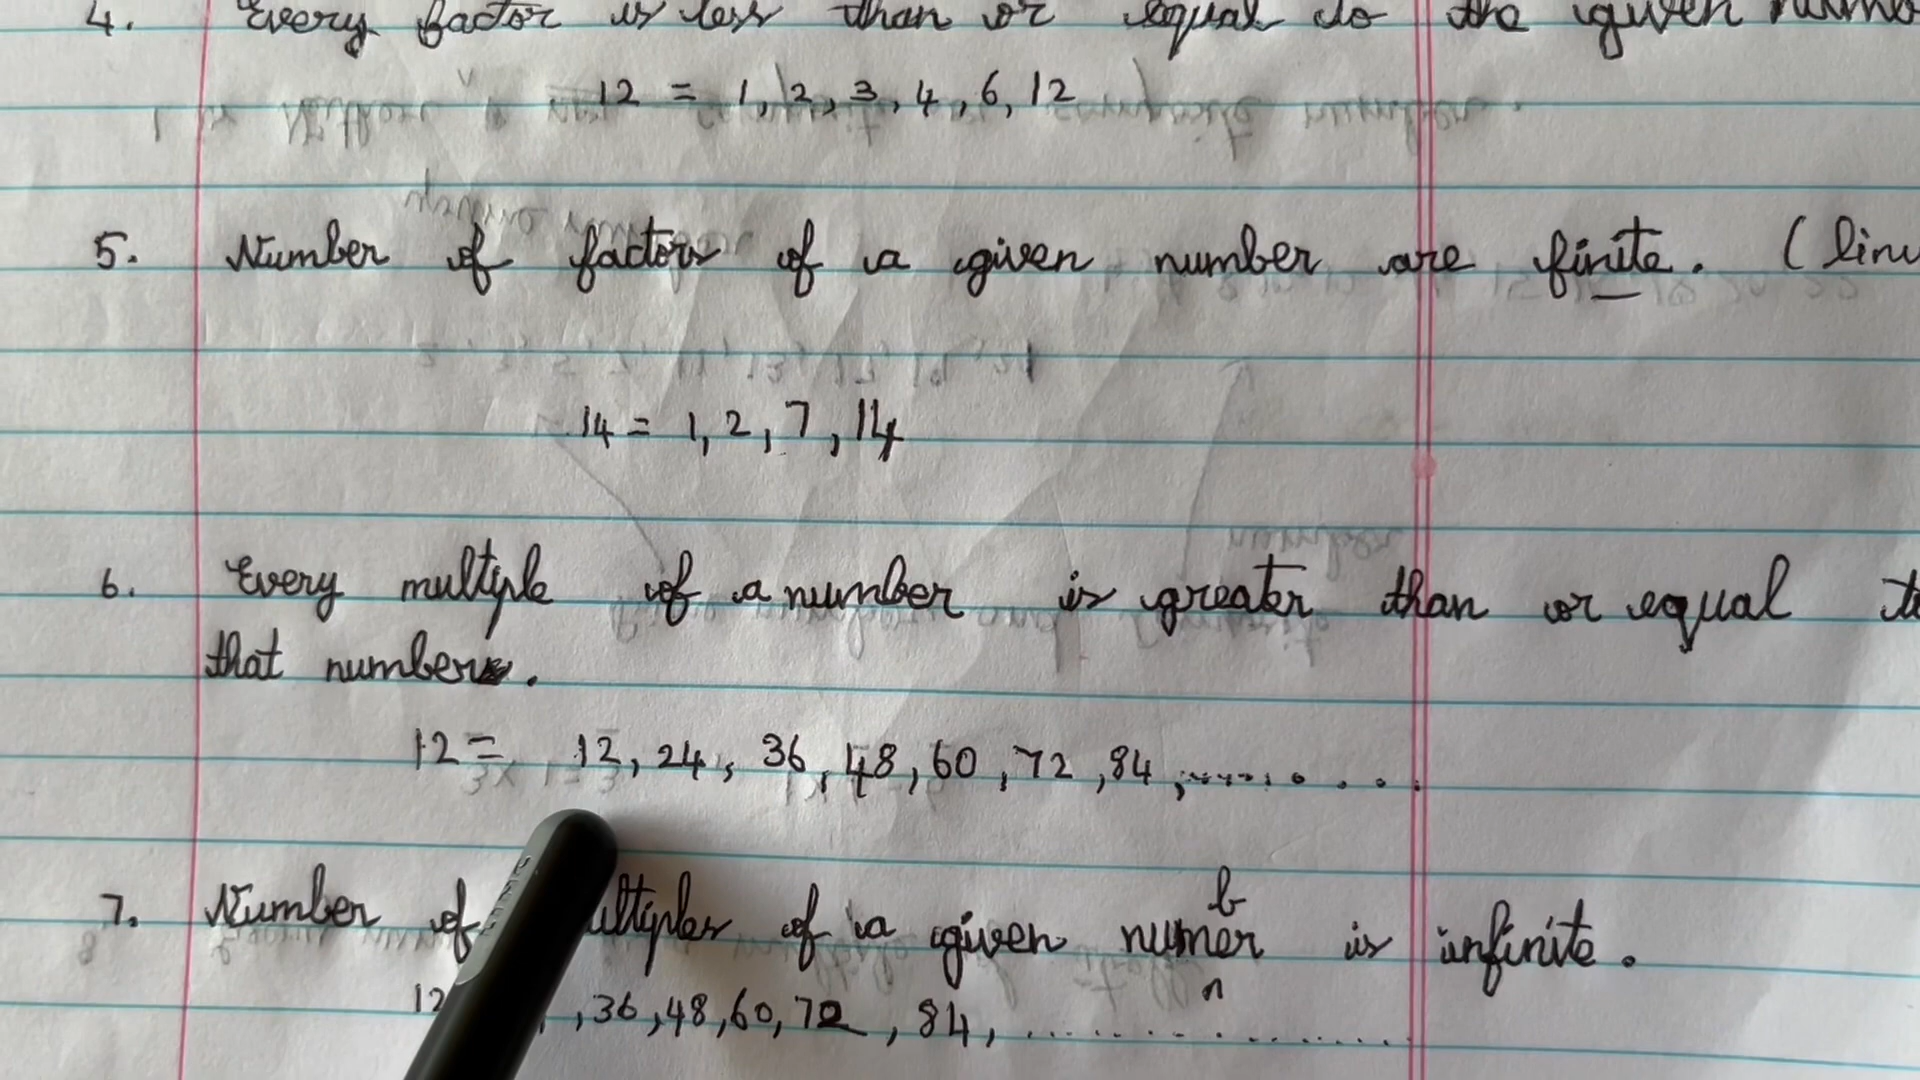 4. Every factor is less than or equal to the given
12 = 1, 2, 3, 4, 6, 12
5. Number of factors of a given number are finite. (
14 = 1, 2, 7, 14
6. Every multiple of a number is greater than or equal
that number.
12 = 12, 24, 36, 48, 60, 72, 84, ..........
b
7. Number of of a given numer is infinite.
n
12 , 36, 48, 60, 72, 84, ................